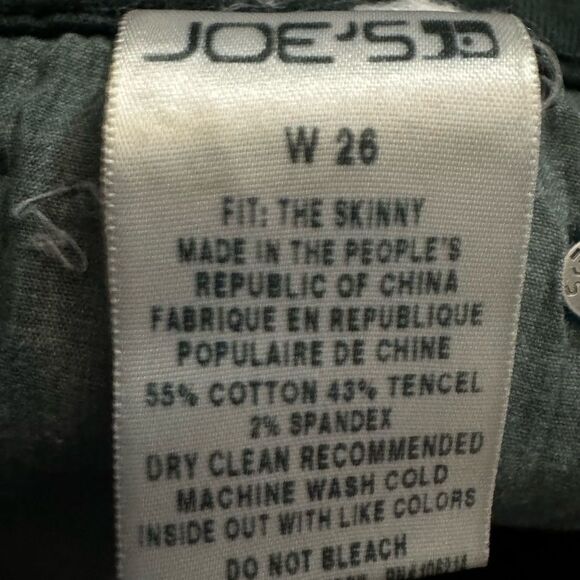 JOE'S
W 26
FIT: THE SKINNY
MADE IN THE PEOPLE'S
REPUBLIC OF CHINA
FABRIQUE EN REPUBLIQUE
POPULAIRE DE CHINE
55% COTTON 43% TENCEL
2% SPANDEX
DRY CLEAN RECOMMENDED
MACHINE WASH COLD
INSIDE OUT WITH LIKE COLORS
DO NOT BLEACH